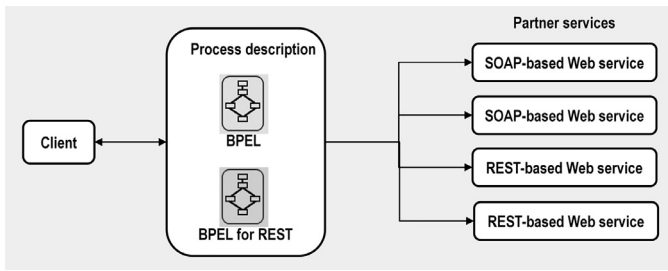 Partner services
Process description
SOAP-based Web service
BPEL
SOAP-based Web service
Client
REST-based Web service
BPEL for REST
REST-based Web service